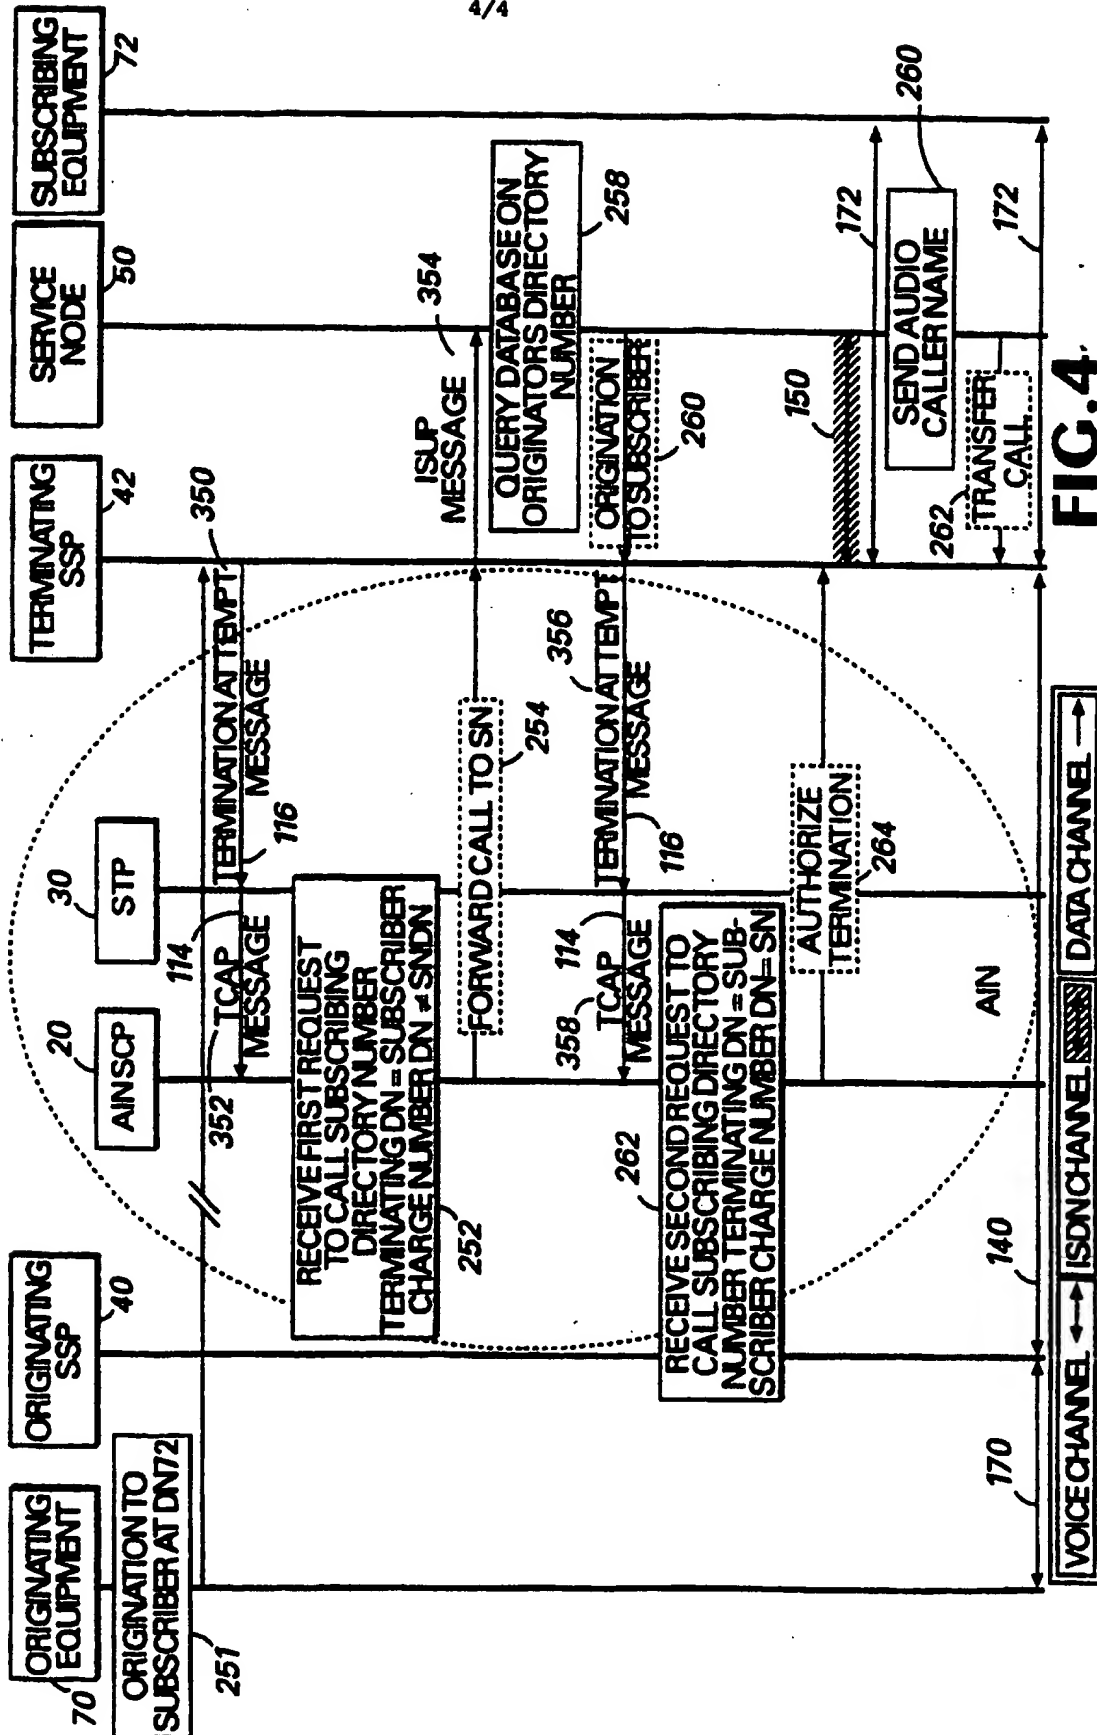 4/4
ORIGINATING
EQUIPMENT
70
ORIGINATING
SSP
40
AINSCP
20
STP
30
TERMINATING
SSP
42
SERVICE
NODE
50
SUBSCRIBING
EQUIPMENT
72
ORIGINATION TO
SUBSCRIBER AT DN72
251
TERMINATION ATTEMPT
MESSAGE
350
116
114
TCAP
MESSAGE
352
RECEIVE FIRST REQUEST
TO CALL SUBSCRIBING
DIRECTORY NUMBER
TERMINATING DN = SUBSCRIBER
CHARGE NUMBER DN ≠ SNDN
252
FORWARD CALL TO SN
254
ISUP
MESSAGE
354
QUERY DATABASE ON
ORIGINATORS DIRECTORY
NUMBER
258
ORIGINATION
TO SUBSCRIBER
260
TERMINATION ATTEMPT
MESSAGE
356
116
114
TCAP
MESSAGE
358
RECEIVE SECOND REQUEST TO
CALL SUBSCRIBING DIRECTORY
NUMBER TERMINATING DN = SUB-
SCRIBER CHARGE NUMBER DN = SN
262
AUTHORIZE
TERMINATION
264
150
172
SEND AUDIO
CALLER NAME
260
TRANSFER
CALL
262
AIN
170
140
172
VOICE CHANNEL
ISDN CHANNEL
DATA CHANNEL
FIG.4